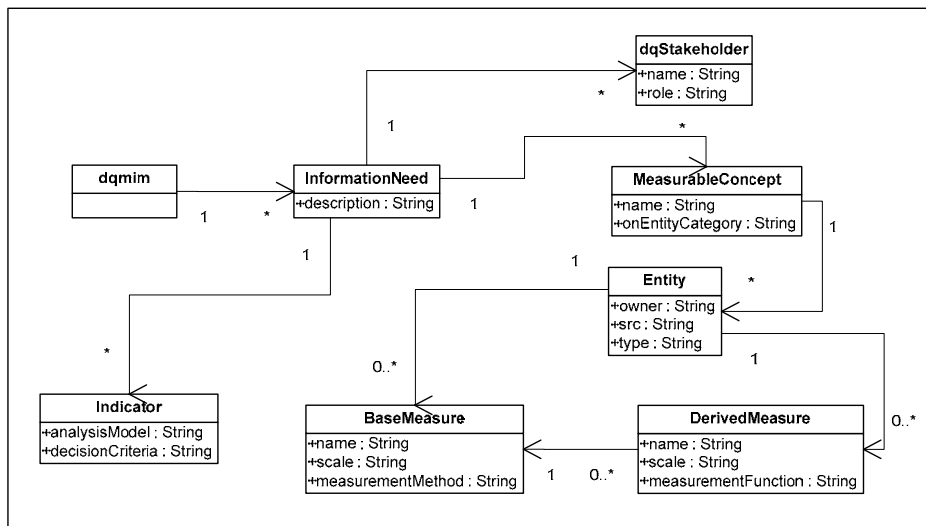 dqStakeholder
+name : String
+role : String
*
1
*
dqmim
1
*
InformationNeed
+description : String
1
1
MeasurableConcept
+name : String
+onEntityCategory : String
1
*
1
Entity
+owner : String
+src : String
+type : String
1
*
0..*
0..*
Indicator
+analysisModel : String
+decisionCriteria : String
BaseMeasure
+name : String
+scale : String
+measurementMethod : String
1
0..*
DerivedMeasure
+name : String
+scale : String
+measurementFunction : String